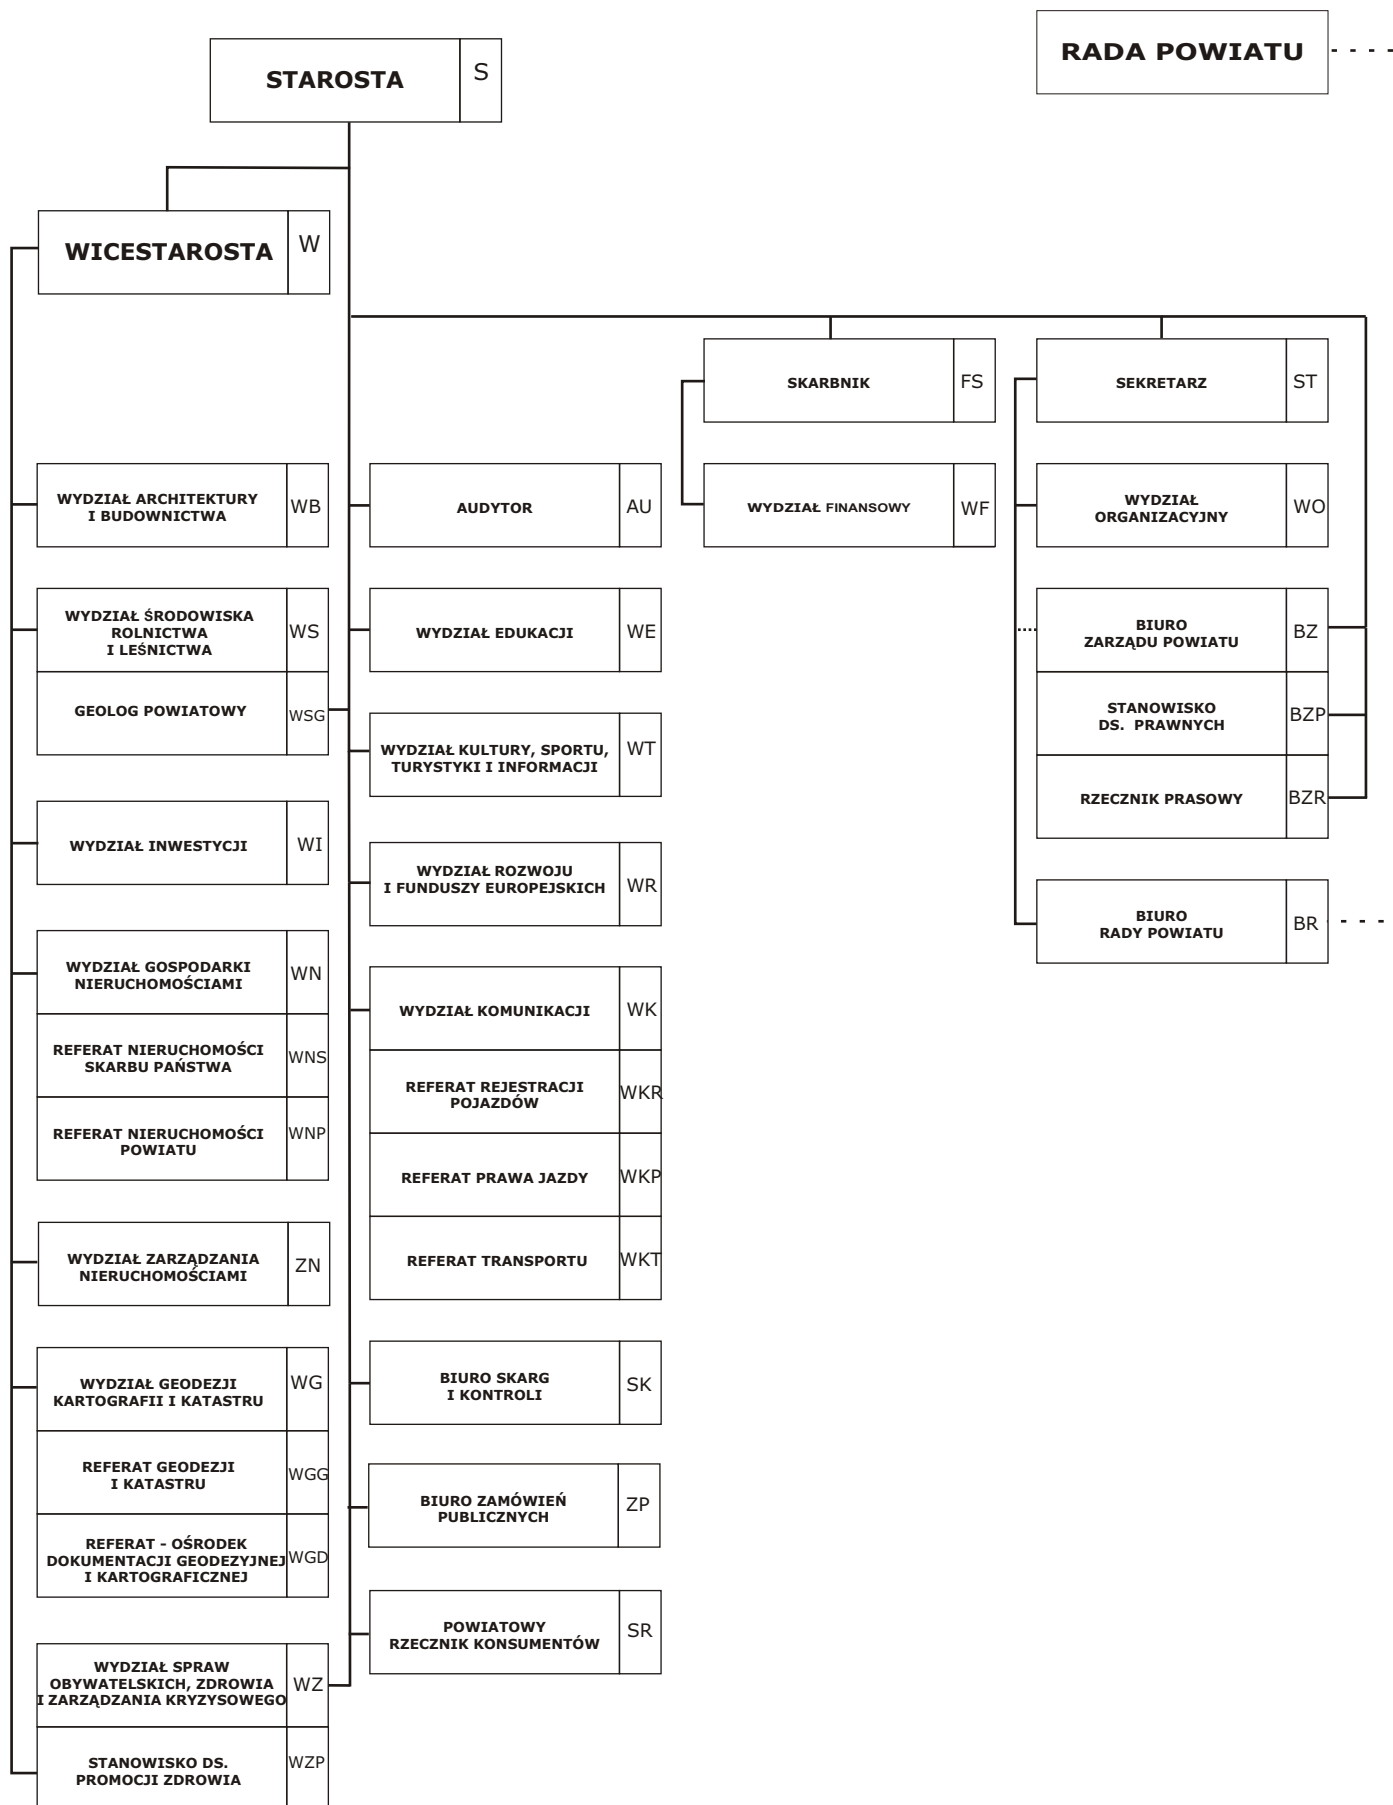 RADA POWIATU
STAROSTA
S
WICESTAROSTA
W
SKARBNIK
FS
SEKRETARZ
ST
WYDZIAŁ ARCHITEKTURY
I BUDOWNICTWA
WB
AUDYTOR
AU
WYDZIAŁ FINANSOWY
WF
WYDZIAŁ
ORGANIZACYJNY
WO
WYDZIAŁ ŚRODOWISKA
ROLNICTWA
I LEŚNICTWA
WS
WYDZIAŁ EDUKACJI
WE
BIURO
ZARZĄDU POWIATU
BZ
GEOLOG POWIATOWY
WSG
STANOWISKO
DS. PRAWNYCH
BZP
WYDZIAŁ KULTURY, SPORTU,
TURYSTYKI I INFORMACJI
WT
RZECZNIK PRASOWY
BZR
WYDZIAŁ INWESTYCJI
WI
WYDZIAŁ ROZWOJU
I FUNDUSZY EUROPEJSKICH
WR
BIURO
RADY POWIATU
BR
WYDZIAŁ GOSPODARKI
NIERUCHOMOŚCIAMI
WN
WYDZIAŁ KOMUNIKACJI
WK
REFERAT NIERUCHOMOŚCI
SKARBU PAŃSTWA
WNS
REFERAT REJESTRACJI
POJAZDÓW
WKR
REFERAT NIERUCHOMOŚCI
POWIATU
WNP
REFERAT PRAWA JAZDY
WKP
WYDZIAŁ ZARZĄDZANIA
NIERUCHOMOŚCIAMI
ZN
REFERAT TRANSPORTU
WKT
WYDZIAŁ GEODEZJI
KARTOGRAFII I KATASTRU
WG
BIURO SKARG
I KONTROLI
SK
REFERAT GEODEZJI
I KATASTRU
WGG
BIURO ZAMÓWIEŃ
PUBLICZNYCH
ZP
REFERAT - OŚRODEK
DOKUMENTACJI GEODEZYJNEJ
I KARTOGRAFICZNEJ
WGD
POWIATOWY
RZECZNIK KONSUMENTÓW
SR
WYDZIAŁ SPRAW
OBYWATELSKICH, ZDROWIA
I ZARZĄDZANIA KRYZYSOWEGO
WZ
STANOWISKO DS.
PROMOCJI ZDROWIA
WZP